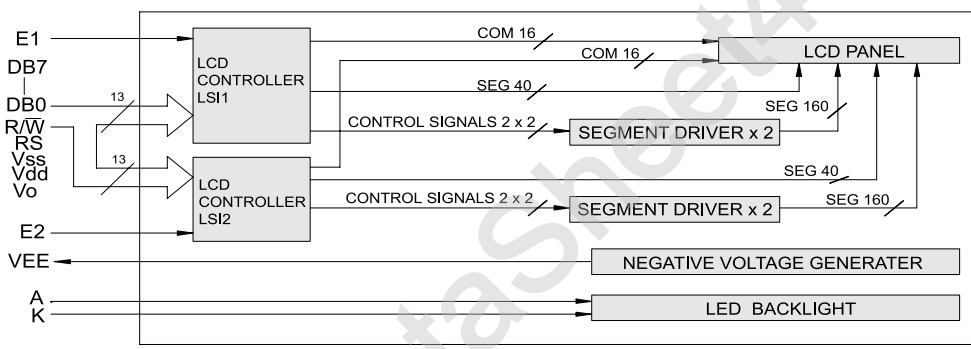 E1
DB7
DB0
R/W̅
RS
Vss
Vdd
Vo
E2
VEE
A
K
13
13
LCD
CONTROLLER
LSI1
LCD
CONTROLLER
LSI2
COM 16
COM 16
SEG 40
CONTROL SIGNALS 2 x 2
SEG 160
SEG 40
CONTROL SIGNALS 2 x 2
SEG 160
LCD PANEL
SEGMENT DRIVER x 2
SEGMENT DRIVER x 2
NEGATIVE VOLTAGE GENERATER
LED BACKLIGHT
taSheet4